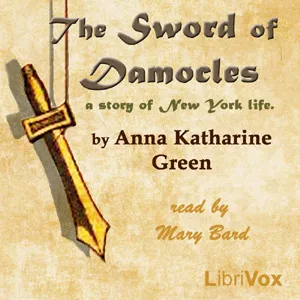 The Sword of
Damocles
a story of New York life.
by Anna Katharine
Green
read by
Mary Bard
LibriVox